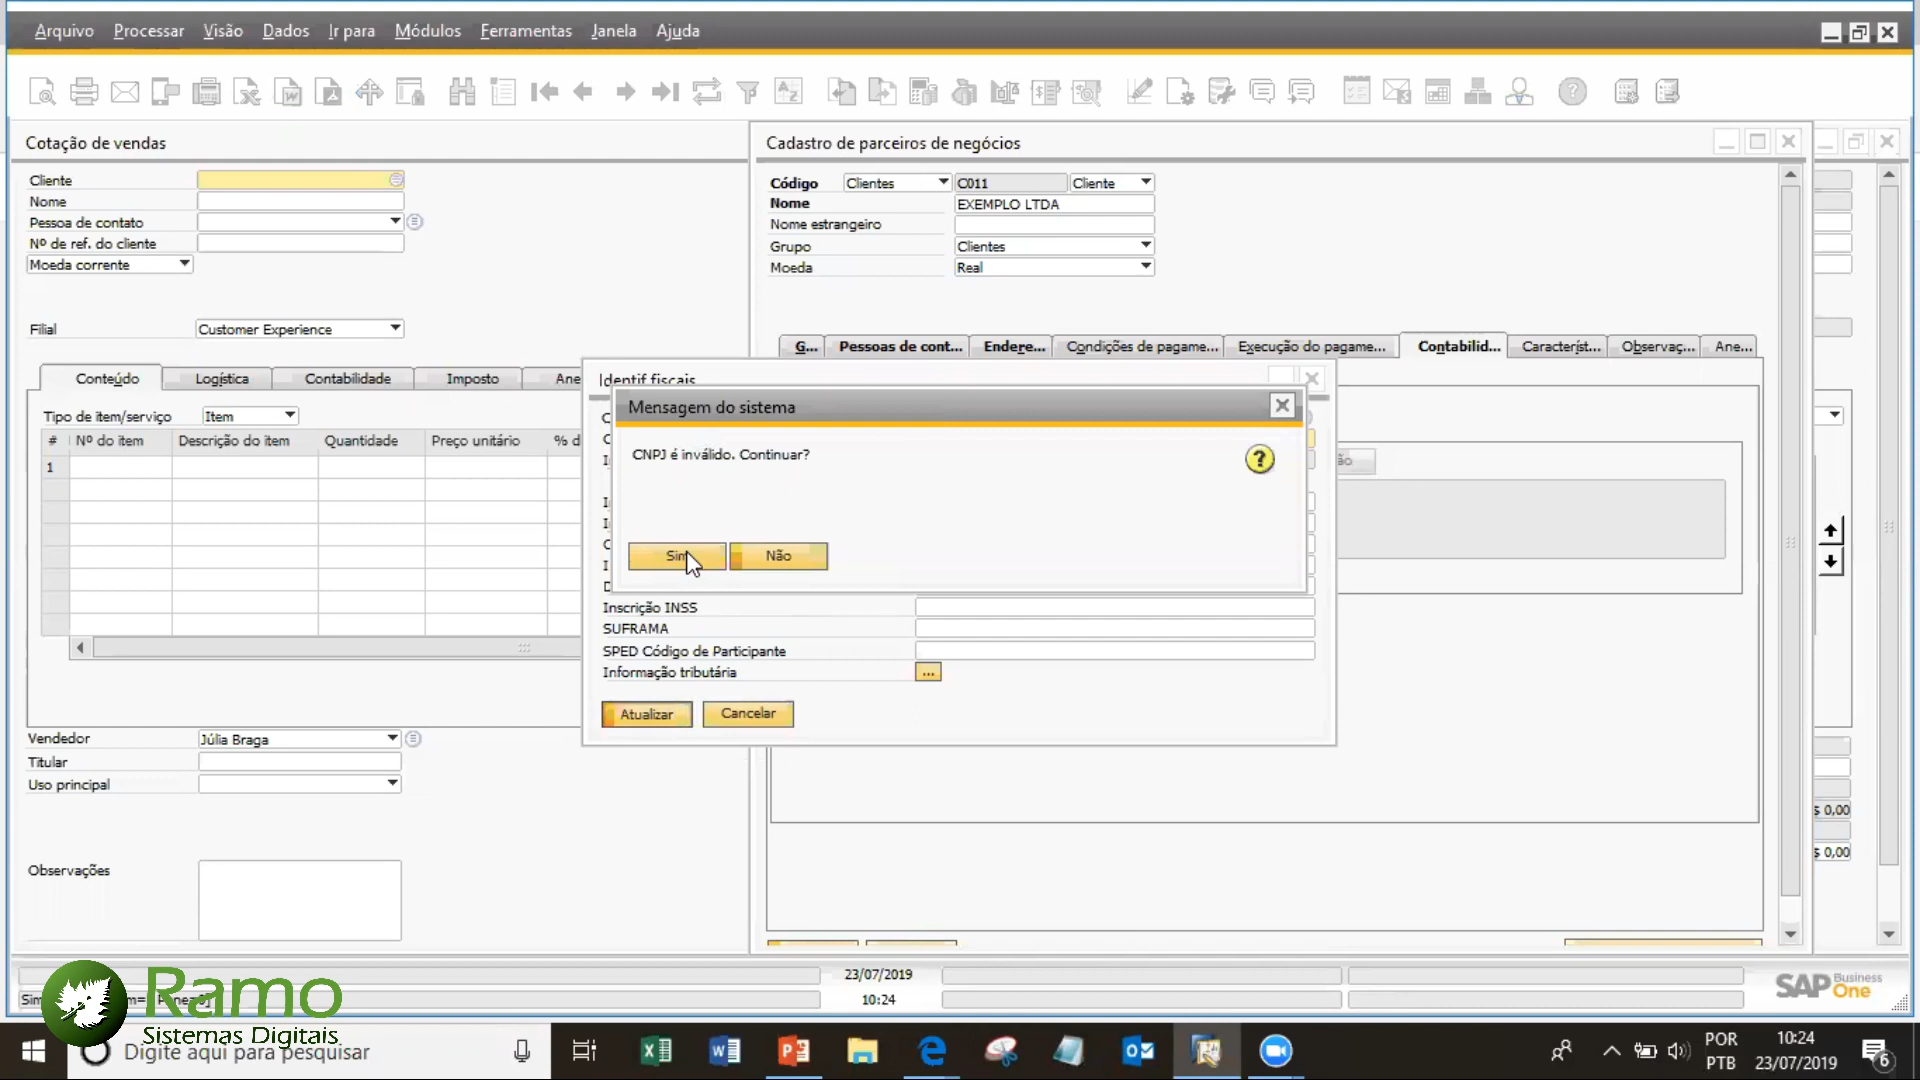 Arquivo Processar Visão Dados Ir para Módulos Ferramentas Janela Ajuda
Cotação de vendas
Cliente
Nome
Pessoa de contato
Nº de ref. do cliente
Moeda corrente
Filial Customer Experience
Conteúdo Logística Contabilidade Imposto Ane
Tipo de item/serviço Item
# Nº do item Descrição do item Quantidade Preço unitário % d
1
Vendedor Júlia Braga
Titular
Uso principal
Observações
Cadastro de parceiros de negócios
Código Clientes C011 Cliente
Nome EXEMPLO LTDA
Nome estrangeiro
Grupo Clientes
Moeda Real
G... Pessoas de cont... Endere... Condições de pagame... Execução do pagame... Contabilid... Característ... Observaç... Ane...
Identif fiscais
Mensagem do sistema
CNPJ é inválido. Continuar?
?
Sim Não
Inscrição INSS
SUFRAMA
SPED Código de Participante
Informação tributária ...
Atualizar Cancelar
$ 0,00
$ 0,00
23/07/2019
10:24
SAP Business One
Ramo
Sistemas Digitais
Digite aqui para pesquisar
POR
PTB
10:24
23/07/2019
6